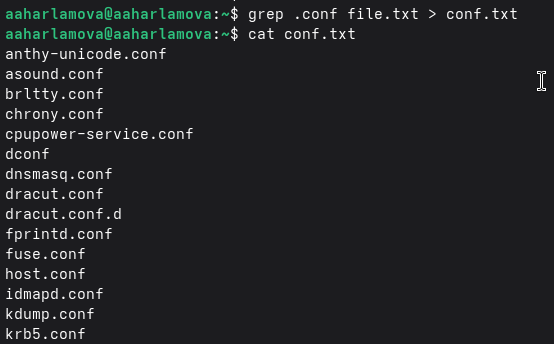 aaharlamova@aaharlamova:~$ grep .conf file.txt > conf.txt
aaharlamova@aaharlamova:~$ cat conf.txt
anthy-unicode.conf
asound.conf
brltty.conf
chrony.conf
cpupower-service.conf
dconf
dnsmasq.conf
dracut.conf
dracut.conf.d
fprintd.conf
fuse.conf
host.conf
idmapd.conf
kdump.conf
krb5.conf